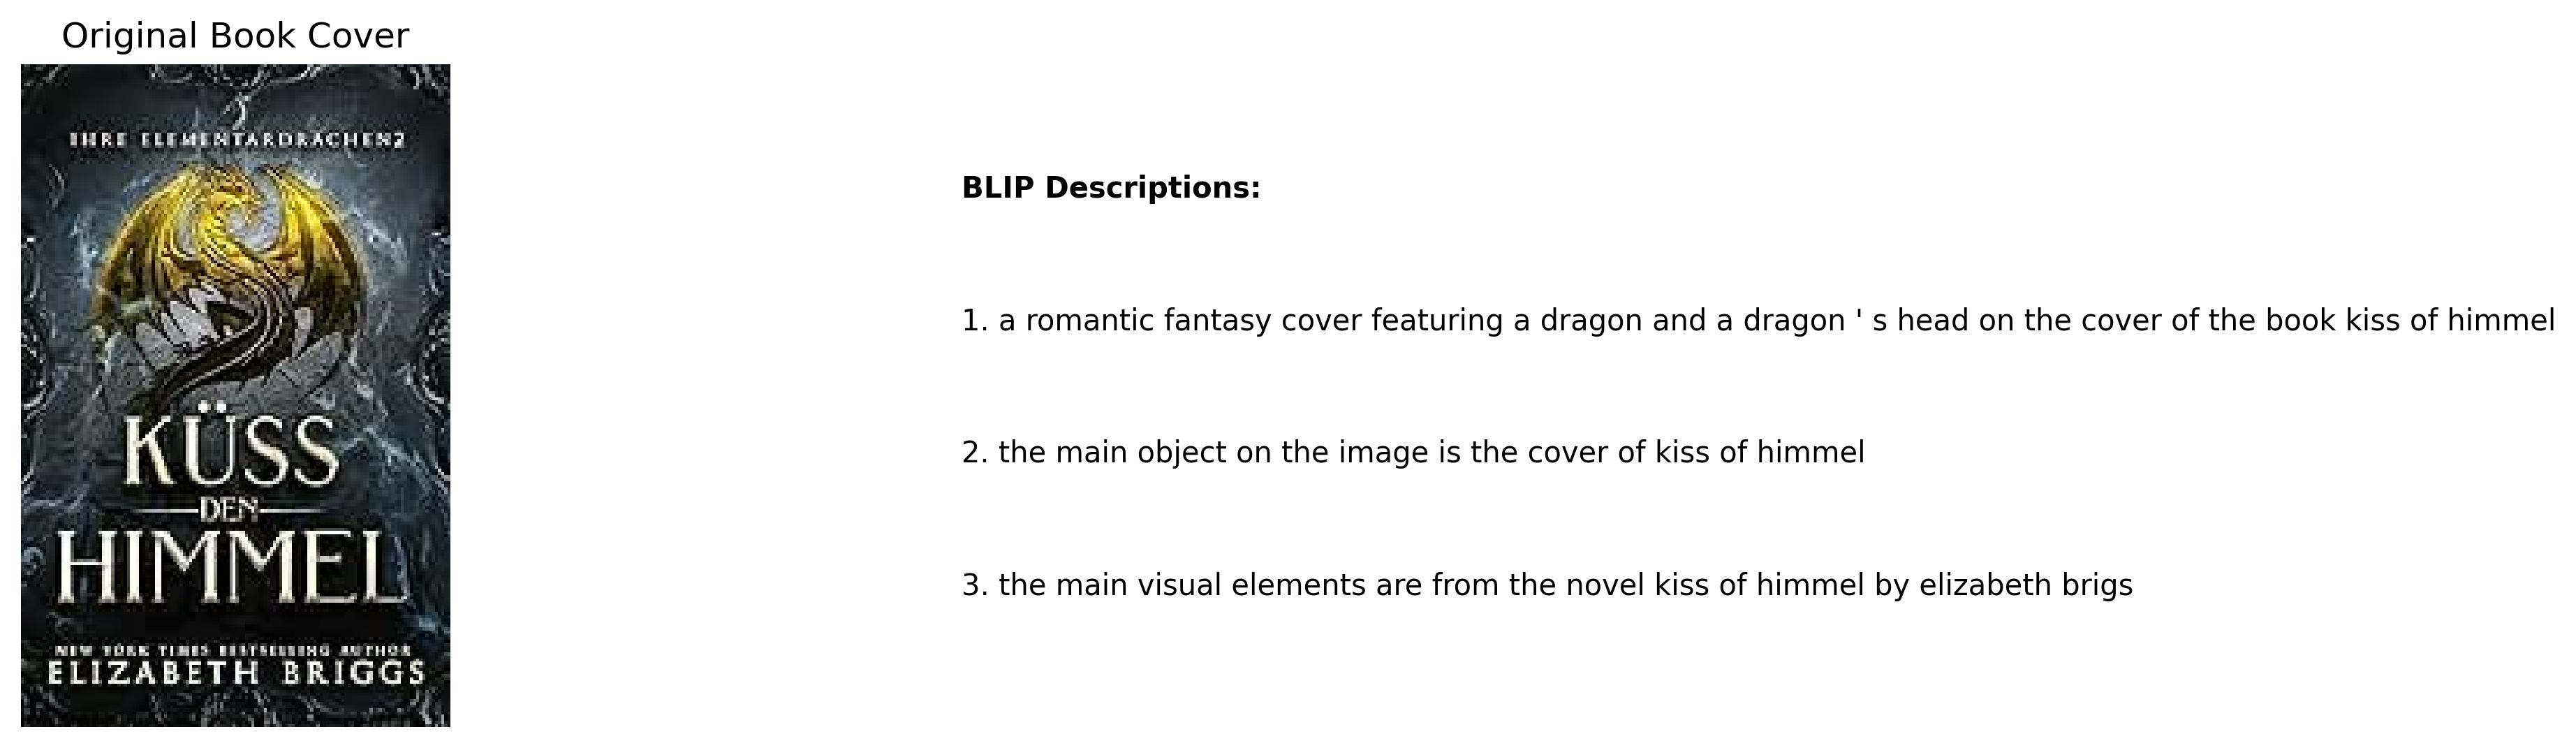 Original Book Cover
IHRE ELEMENTARDRACHEN2
KÜSS
DEN
HIMMEL
NEW YORK TIMES BESTSELLING AUTHOR
ELIZABETH BRIGGS
BLIP Descriptions:
1. a romantic fantasy cover featuring a dragon and a dragon ' s head on the cover of the book kiss of himmel
2. the main object on the image is the cover of kiss of himmel
3. the main visual elements are from the novel kiss of himmel by elizabeth brigs